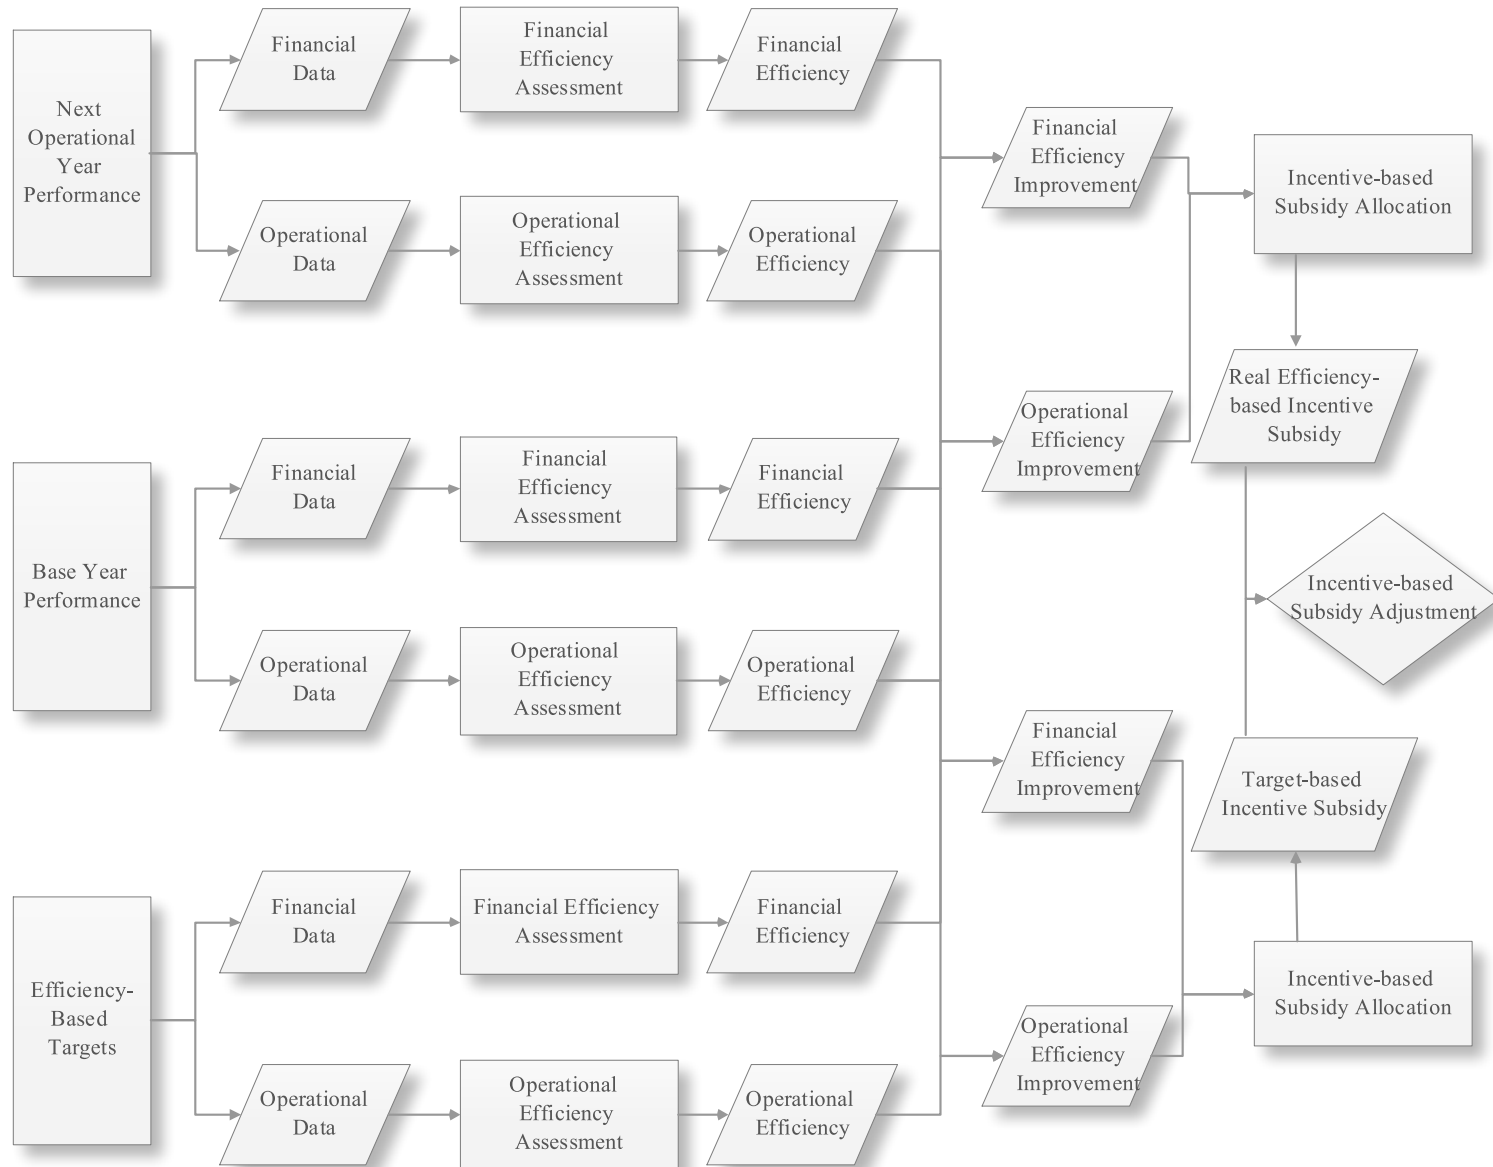 Next
Operational
Year
Performance
Financial
Data
Financial
Efficiency
Assessment
Financial
Efficiency
Operational
Data
Operational
Efficiency
Assessment
Operational
Efficiency
Base Year
Performance
Financial
Data
Financial
Efficiency
Assessment
Financial
Efficiency
Operational
Data
Operational
Efficiency
Assessment
Operational
Efficiency
Efficiency-
Based
Targets
Financial
Data
Financial Efficiency
Assessment
Financial
Efficiency
Operational
Data
Operational
Efficiency
Assessment
Operational
Efficiency
Financial
Efficiency
Improvement
Operational
Efficiency
Improvement
Financial
Efficiency
Improvement
Operational
Efficiency
Improvement
Incentive-based
Subsidy Allocation
Real Efficiency-
based Incentive
Subsidy
Incentive-based
Subsidy Adjustment
Target-based
Incentive Subsidy
Incentive-based
Subsidy Allocation